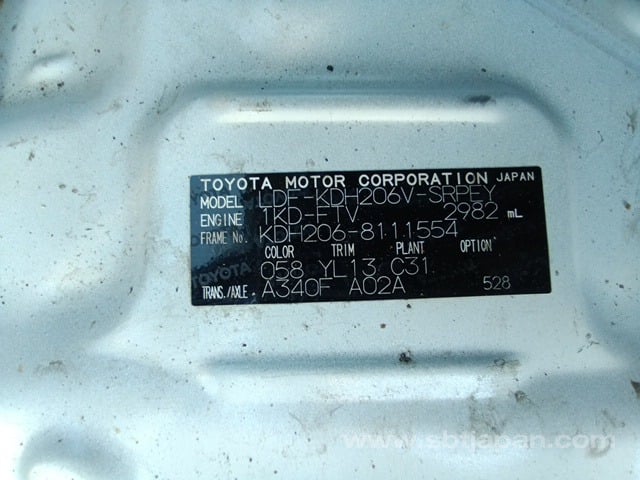 TOYOTA MOTOR CORPORATION JAPAN
MODEL LDF-KDH206V-SRPEY
ENGINE 1KD-FTV 2982 mL
FRAME No. KDH206-8111554
COLOR TRIM PLANT OPTION
TOYOTA 058 YL13 C31
TRANS./AXLE A340F A02A 528
www.sbtjapan.com